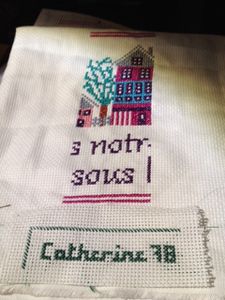 s notr
sous l
Catherine 78